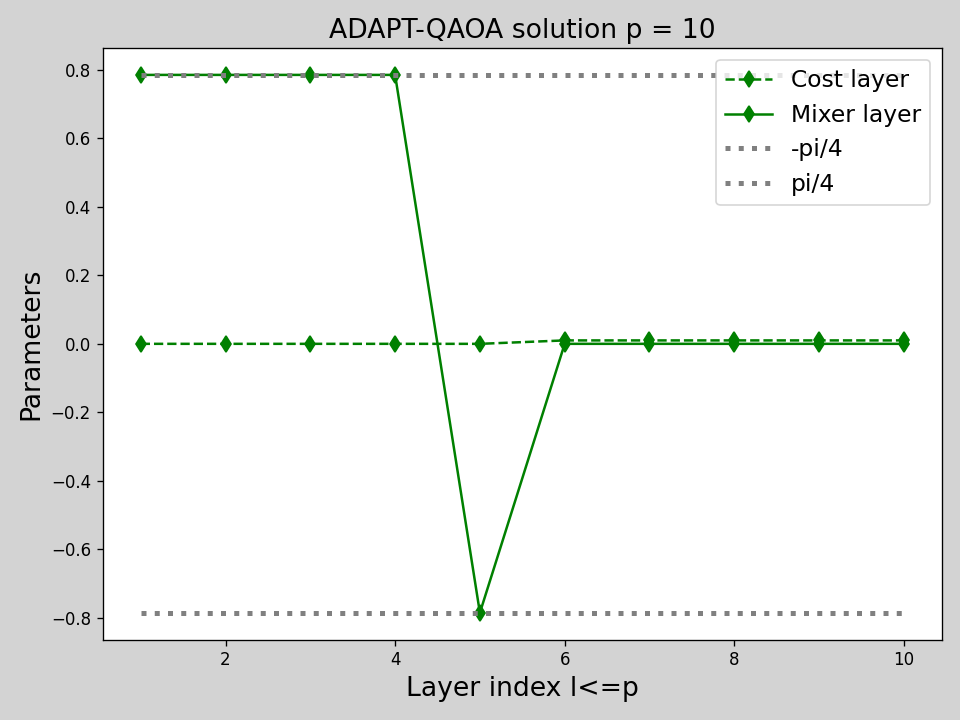 ADAPT-QAOA solution p = 10
Cost layer
Mixer layer
-pi/4
pi/4
Parameters
0.8
0.6
0.4
0.2
0.0
−0.2
−0.4
−0.6
−0.8
2
4
6
8
10
Layer index l<=p